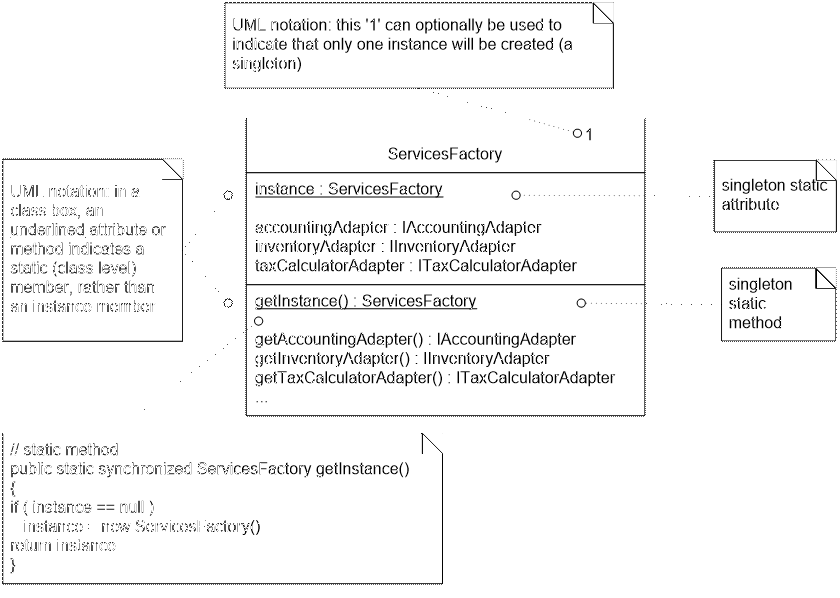 UML notation: this '1' can optionally be used to
indicate that only one instance will be created (a
singleton)
1
ServicesFactory
UML notation: in a
class box, an
underlined attribute or
method indicates a
static (class level)
member, rather than
an instance member
instance : ServicesFactory
accountingAdapter : IAccountingAdapter
inventoryAdapter : IInventoryAdapter
taxCalculatorAdapter : ITaxCalculatorAdapter
getInstance() : ServicesFactory
getAccountingAdapter() : IAccountingAdapter
getInventoryAdapter() : IInventoryAdapter
getTaxCalculatorAdapter() : ITaxCalculatorAdapter
...
singleton static
attribute
singleton
static
method
// static method
public static synchronized ServicesFactory getInstance()
{
if ( instance == null )
instance = new ServicesFactory()
return instance
}